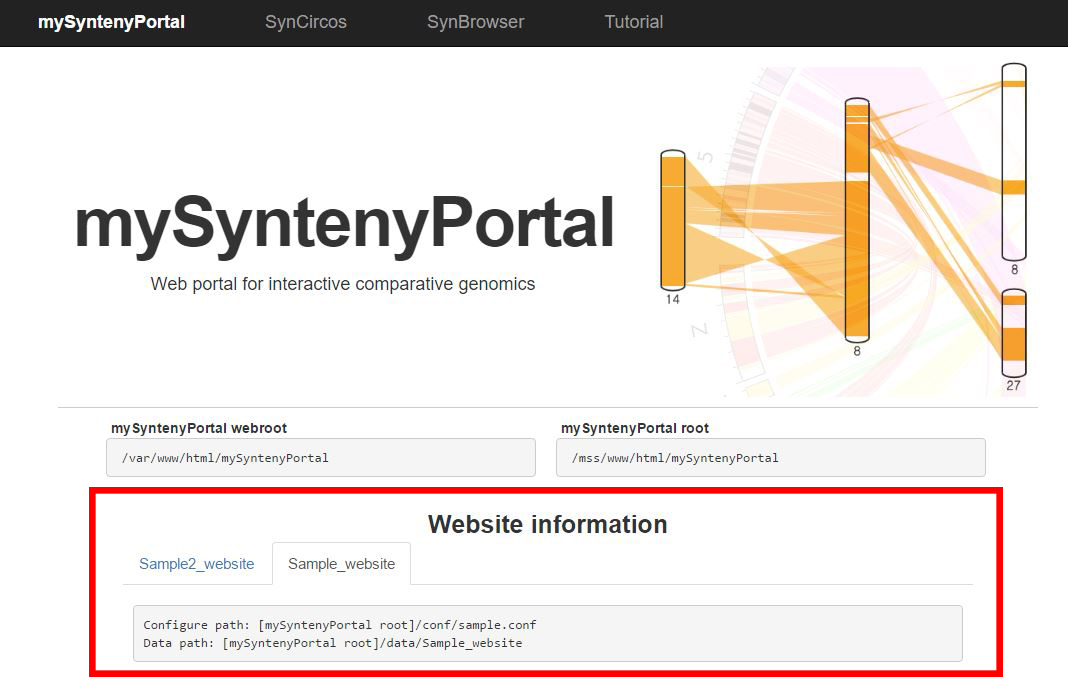 mySyntenyPortal SynCircos SynBrowser Tutorial
mySyntenyPortal
Web portal for interactive comparative genomics
5
Z
14
8
8
27
mySyntenyPortal webroot
/var/www/html/mySyntenyPortal
mySyntenyPortal root
/mss/www/html/mySyntenyPortal
Website information
Sample2_website Sample_website
Configure path: [mySyntenyPortal root]/conf/sample.conf
Data path: [mySyntenyPortal root]/data/Sample_website